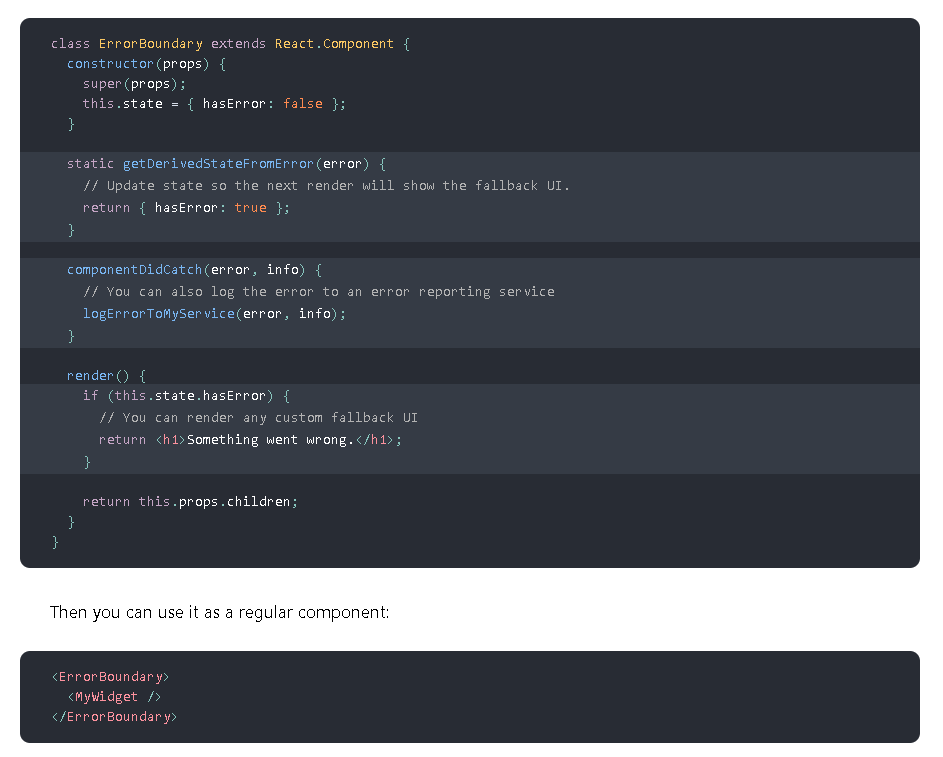 class ErrorBoundary extends React.Component {
  constructor(props) {
    super(props);
    this.state = { hasError: false };
  }

  static getDerivedStateFromError(error) {
    // Update state so the next render will show the fallback UI.
    return { hasError: true };
  }

  componentDidCatch(error, info) {
    // You can also log the error to an error reporting service
    logErrorToMyService(error, info);
  }

  render() {
    if (this.state.hasError) {
      // You can render any custom fallback UI
      return <h1>Something went wrong.</h1>;
    }

    return this.props.children;
  }
}
Then you can use it as a regular component:
<ErrorBoundary>
  <MyWidget />
</ErrorBoundary>